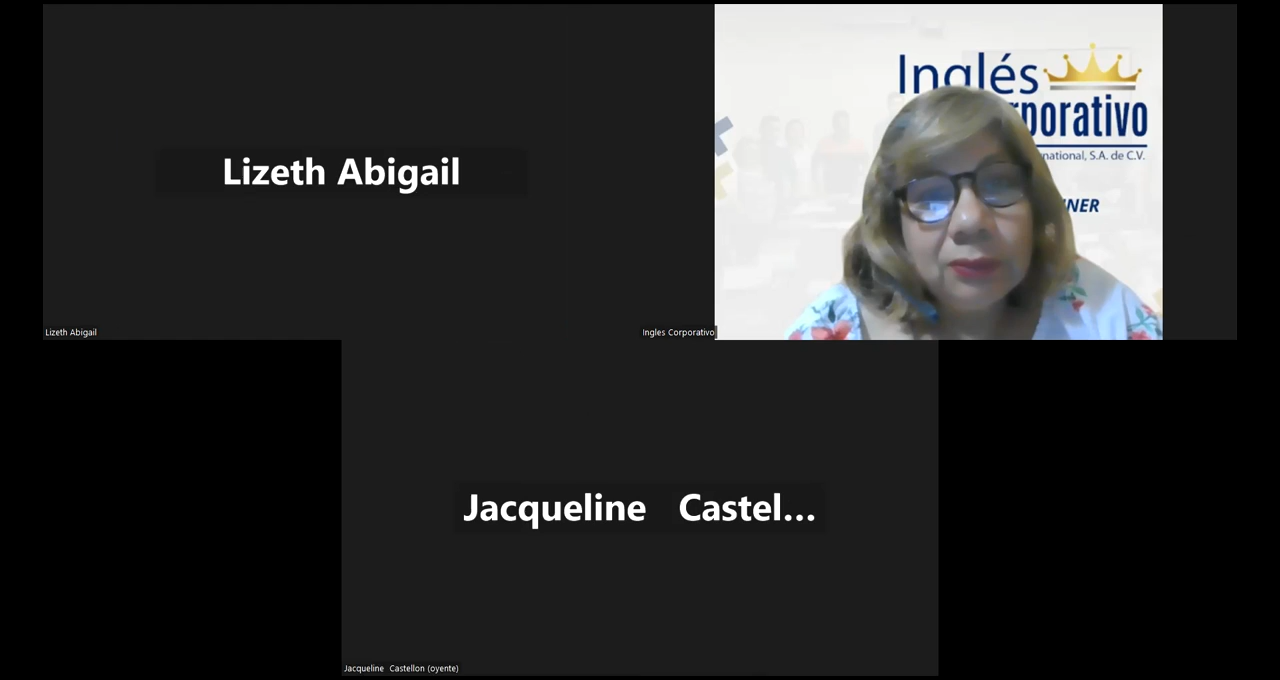 Lizeth Abigail
Lizeth Abigail
Inglés
rporativo
national, S.A. de C.V.
NER
Ingles Corporativo
Jacqueline Castel...
Jacqueline Castellon (oyente)